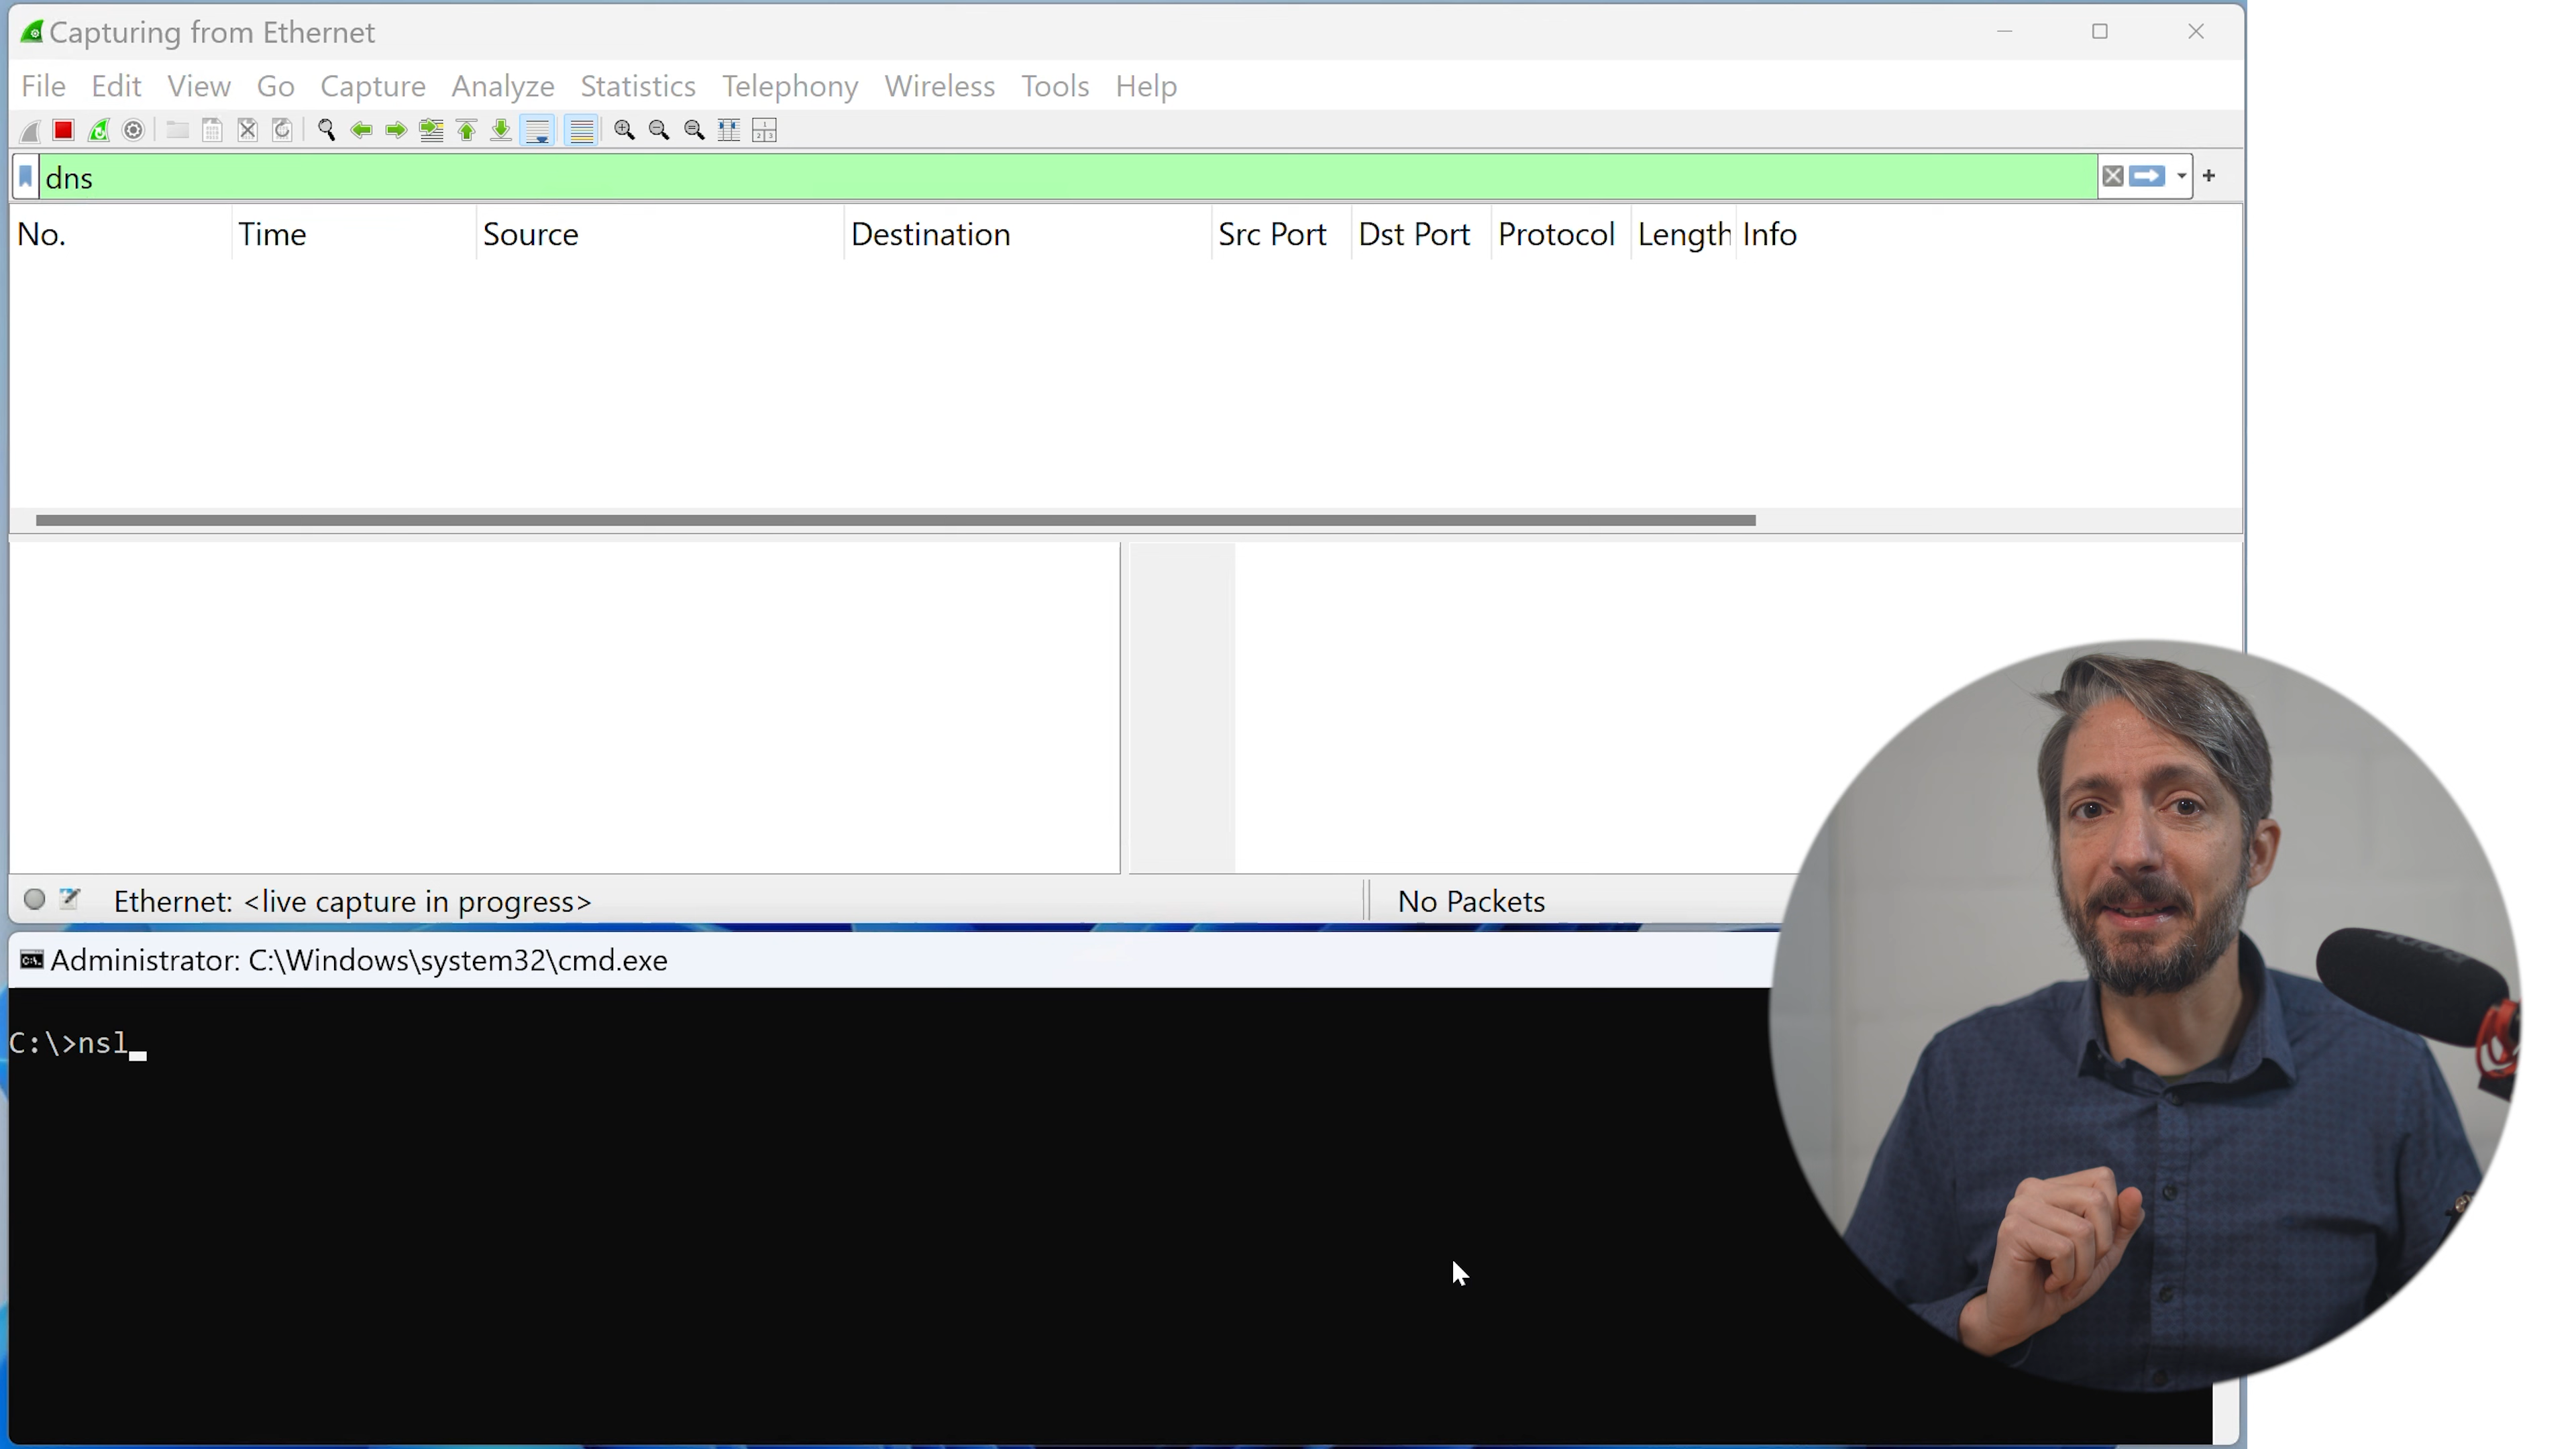 Capturing from Ethernet
File Edit View Go Capture Analyze Statistics Telephony Wireless Tools Help
dns
No. Time Source Destination Src Port Dst Port Protocol Length Info
Ethernet: <live capture in progress> No Packets
Administrator: C:\Windows\system32\cmd.exe
C:\>nsl_